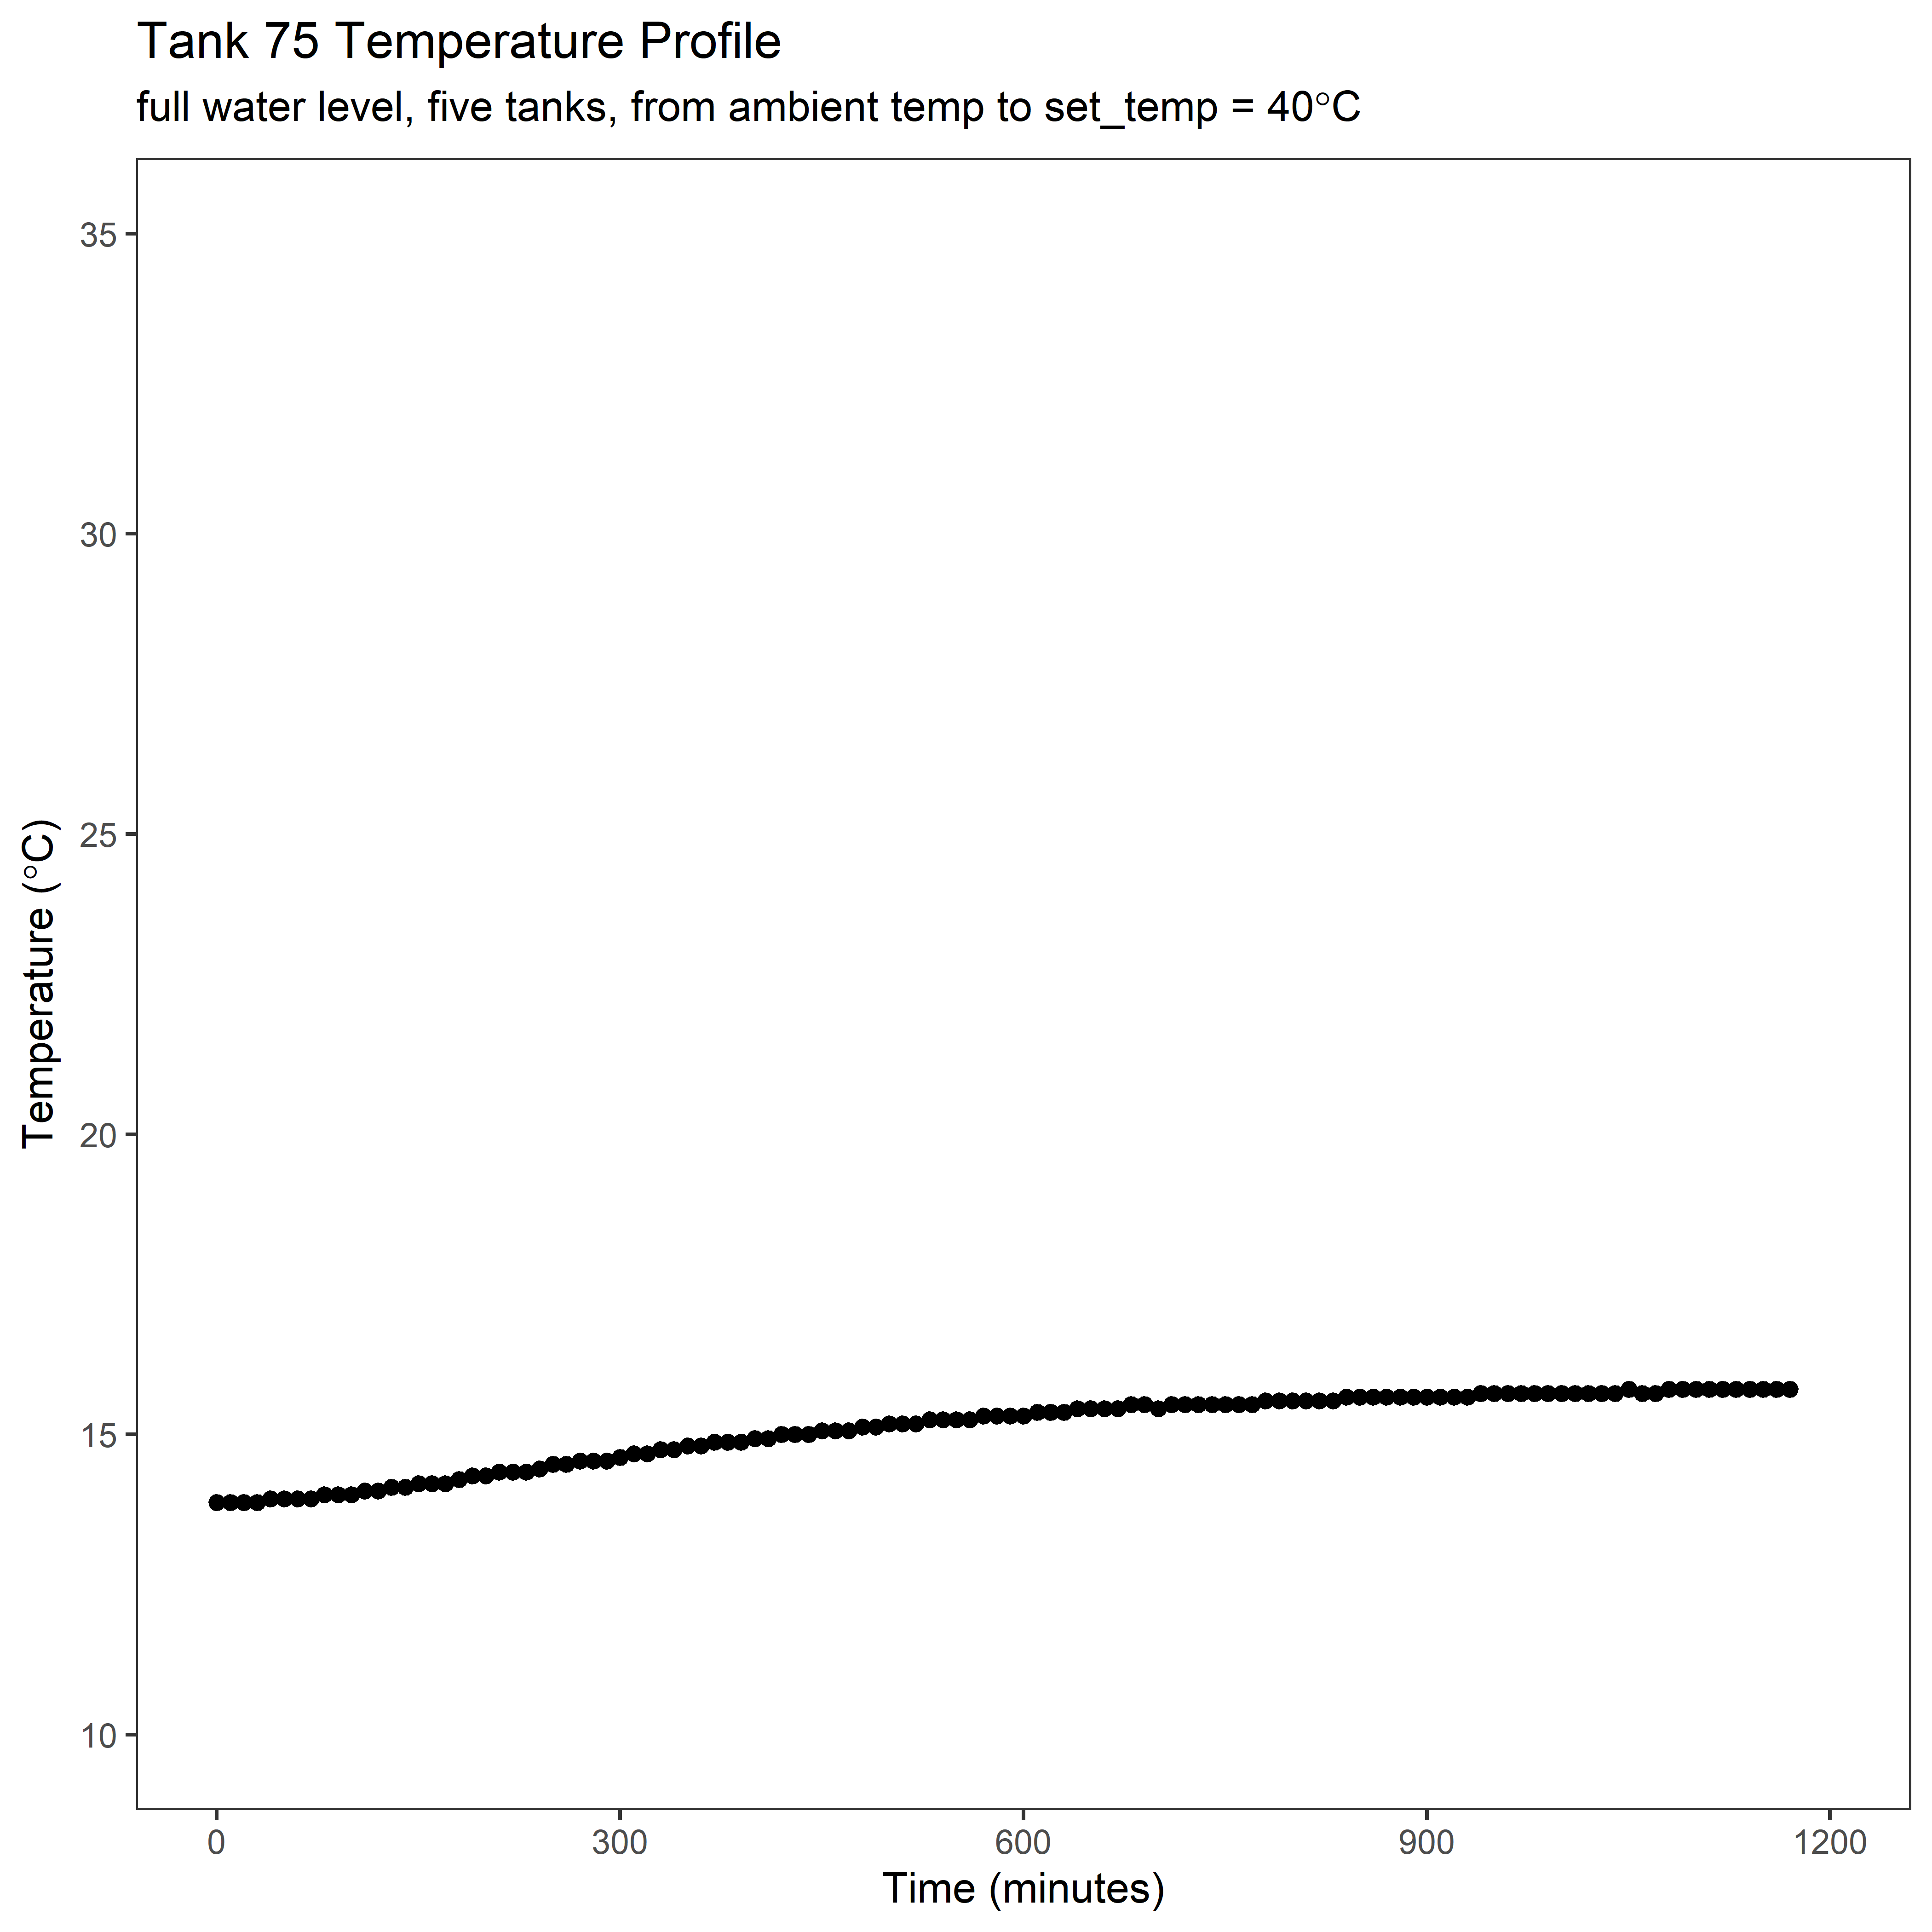 Tank 75 Temperature Profile
full water level, five tanks, from ambient temp to set_temp = 40°C
Temperature (°C)
35
30
25
20
15
10
0 300 600 900 1200
Time (minutes)